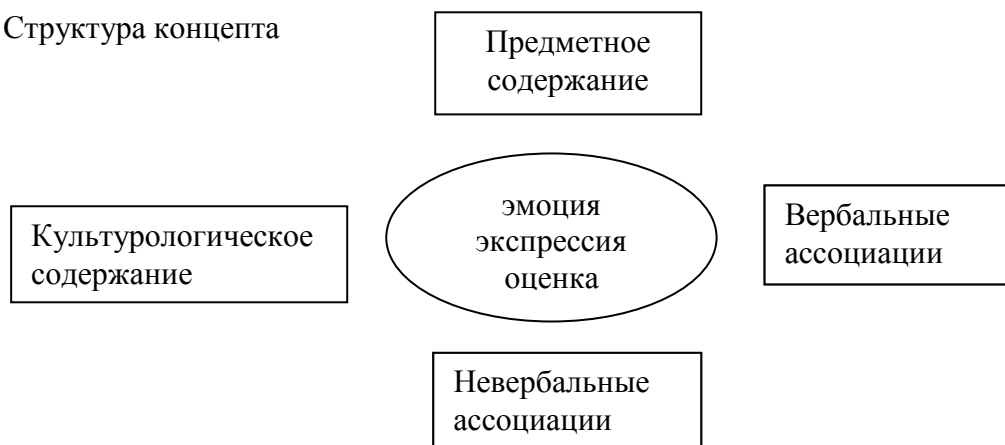 Структура концепта
Предметное
содержание
эмоция
экспрессия
оценка
Культурологическое
содержание
Вербальные
ассоциации
Невербальные
ассоциации